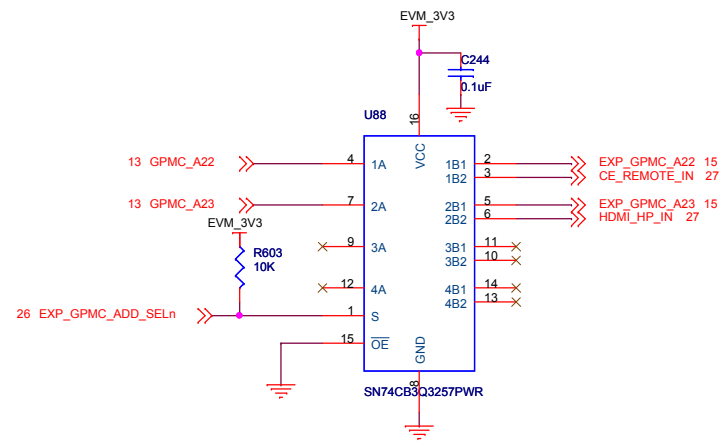 EVM_3V3
C244
0.1uF
U88
16
VCC
13 GPMC_A22
4
1A
1B1
2
EXP_GPMC_A22 15
1B2
3
CE_REMOTE_IN 27
13 GPMC_A23
7
2A
2B1
5
EXP_GPMC_A23 15
2B2
6
HDMI_HP_IN 27
EVM_3V3
R603
10K
9
3A
3B1
11
3B2
10
12
4A
4B1
14
4B2
13
26 EXP_GPMC_ADD_SELn
1
S
15
OE
GND
8
SN74CB3Q3257PWR